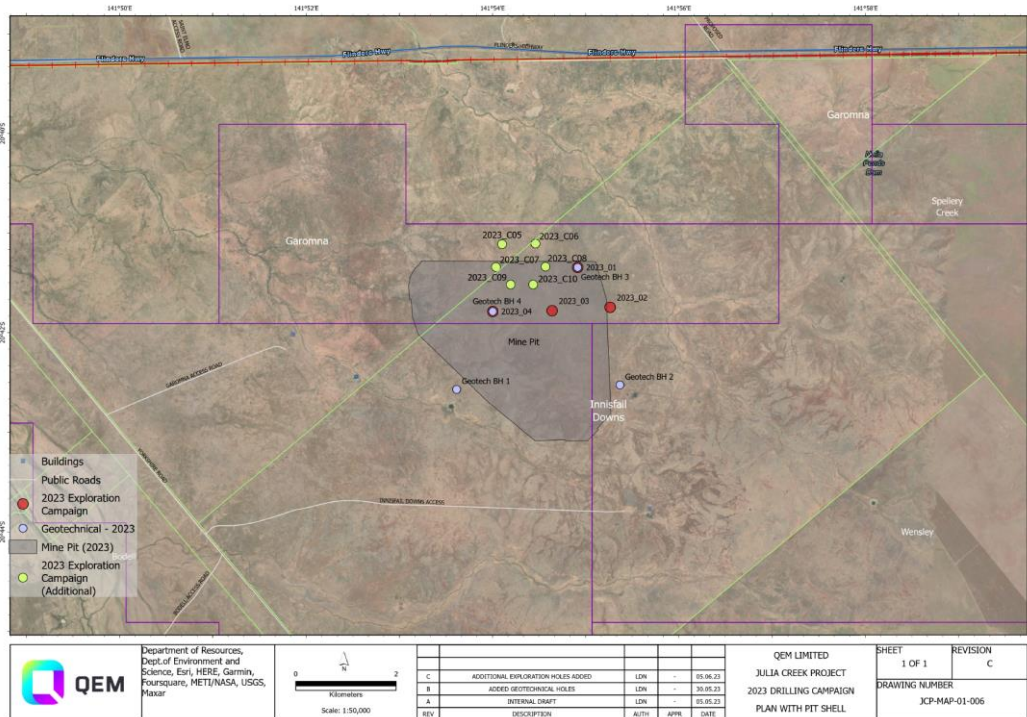 141°50'E 141°52'E 141°54'E 141°56'E 141°58'E
Flinders Hwy
Flinders Hwy
FLINDERS HIGHWAY
Flinders Hwy
Flinders Hwy
20°40'S
Garomna
Spellery
Creek
Garomna
2023_C05
2023_C06
2023_C07
2023_C08
2023_01
Geotech BH 3
2023_C09
2023_C10
Geotech BH 4
2023_04
2023_03
2023_02
20°42'S
Mine Pit
GAROMNA ACCESS ROAD
Geotech BH 1
Geotech BH 2
Innisfail
Downs
INNISFAIL DOWNS ACCESS
20°44'S
Wensley
Buildings
Public Roads
2023 Exploration
Campaign
Geotechnical - 2023
Mine Pit (2023)
2023 Exploration
Campaign
(Additional)
QEM
Department of Resources,
Dept.of Environment and
Science, Esri, HERE, Garmin,
Foursquare, METI/NASA, USGS,
Maxar
N
0 2
Kilometers
Scale: 1:50,000
C ADDITIONAL EXPLORATION HOLES ADDED LDN - 05.06.23
B ADDED GEOTECHNICAL HOLES LDN - 30.05.23
A INTERNAL DRAFT LDN - 05.05.23
REV DESCRIPTION AUTH APPR DATE
QEM LIMITED
JULIA CREEK PROJECT
2023 DRILLING CAMPAIGN
PLAN WITH PIT SHELL
SHEET
1 OF 1
REVISION
C
DRAWING NUMBER
JCP-MAP-01-006